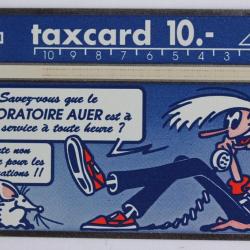 taxcard 10.-
10 9 8 7 6 5 4 3
Savez-vous que le
ORATOIRE AUER est à
service à toute heure ?
te non
e pour les
ations !!